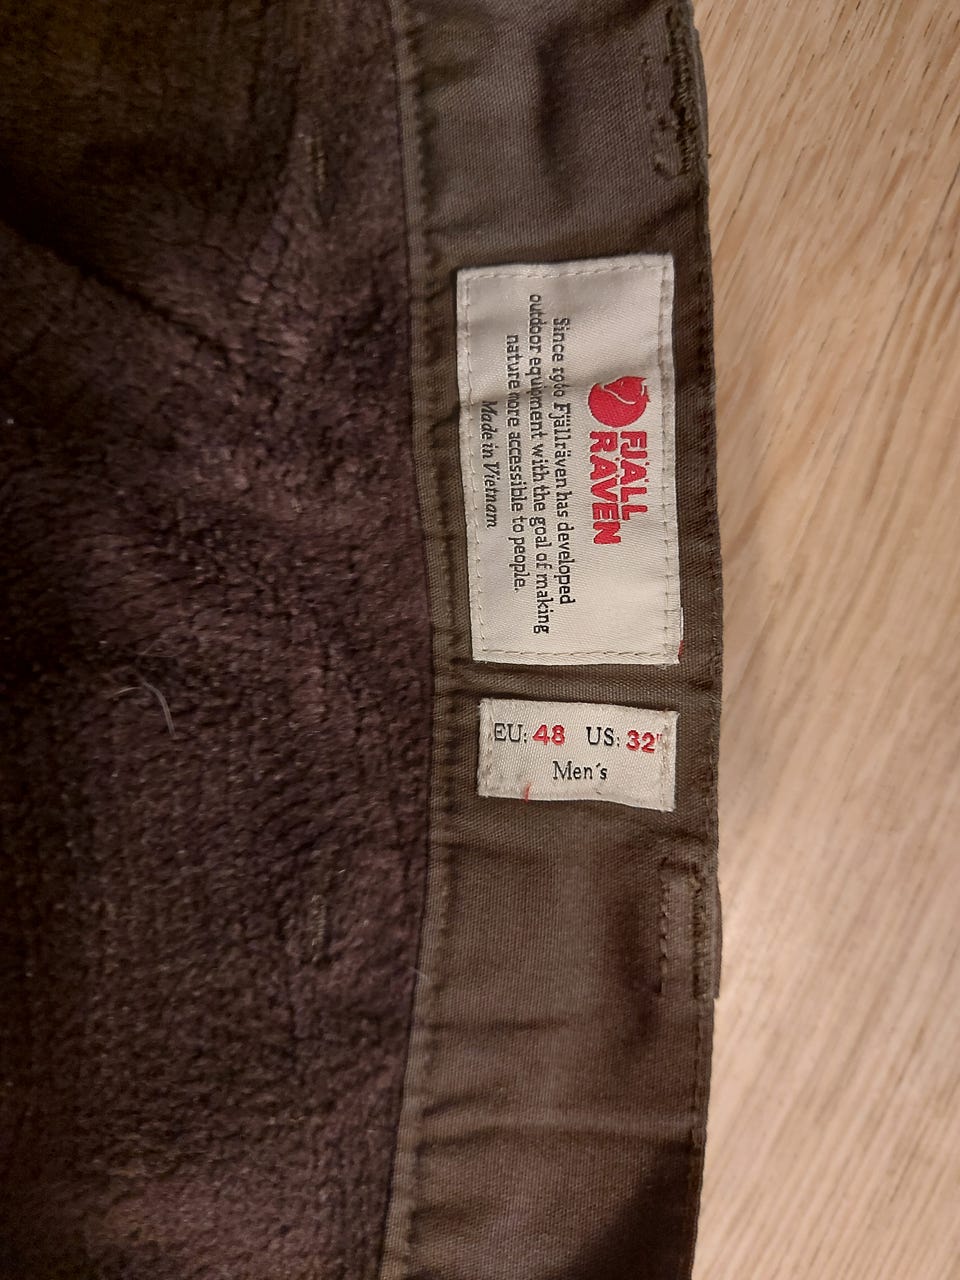 FJÄLL
RÄVEN
Since 1960 Fjällräven has developed
outdoor equipment with the goal of making
nature more accessible to people.
Made in Vietnam
EU: 48 US: 32"
Men's